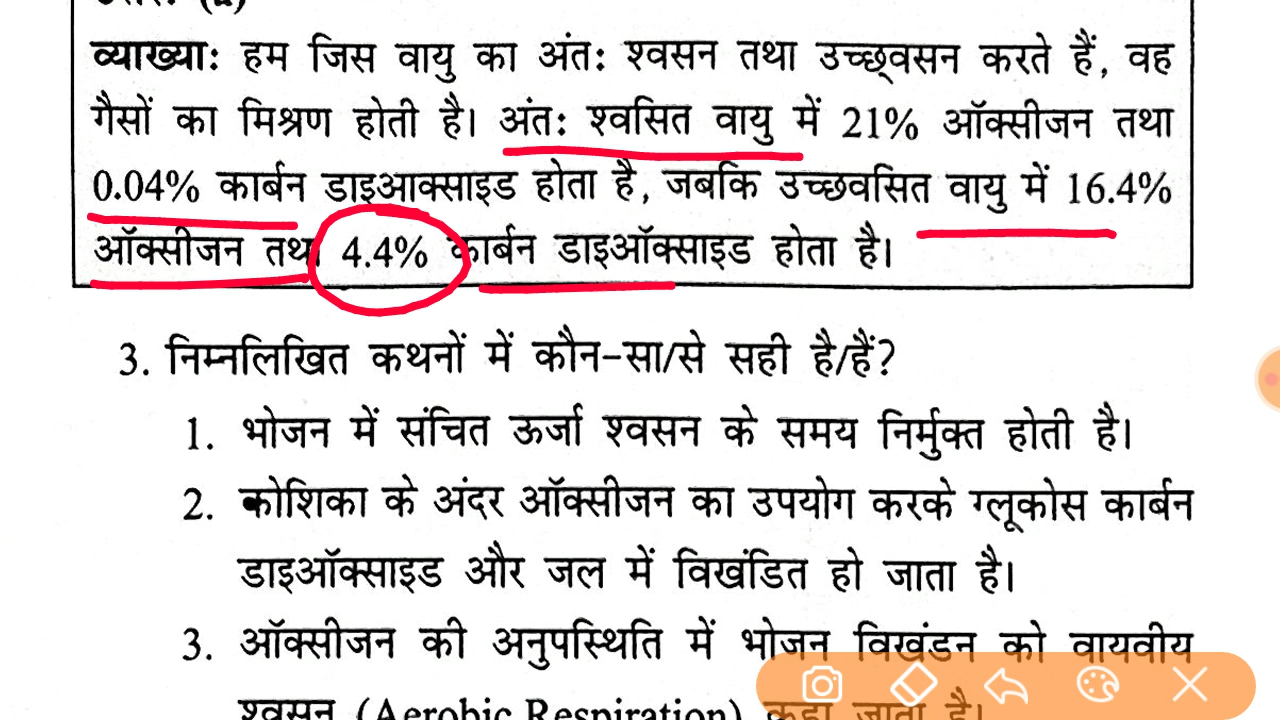 व्याख्या: हम जिस वायु का अंत: श्वसन तथा उच्छ्वसन करते हैं, वह
गैसों का मिश्रण होती है। अंत: श्वसित वायु में 21% ऑक्सीजन तथा
0.04% कार्बन डाइआक्साइड होता है, जबकि उच्छवसित वायु में 16.4%
ऑक्सीजन तथा 4.4% कार्बन डाइऑक्साइड होता है।
3. निम्नलिखित कथनों में कौन-सा/से सही है/हैं?
1. भोजन में संचित ऊर्जा श्वसन के समय निर्मुक्त होती है।
2. कोशिका के अंदर ऑक्सीजन का उपयोग करके ग्लूकोस कार्बन
डाइऑक्साइड और जल में विखंडित हो जाता है।
3. ऑक्सीजन की अनुपस्थिति में भोजन विखंडन को वायवीय
श्वसन (Aerobic Respiration) कहा जाता है।